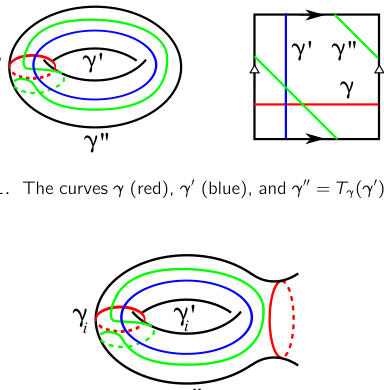 γ'
γ"
γ' γ"
γ
1. The curves γ (red), γ' (blue), and γ" = T_γ(γ')
γ_i
γ'_i